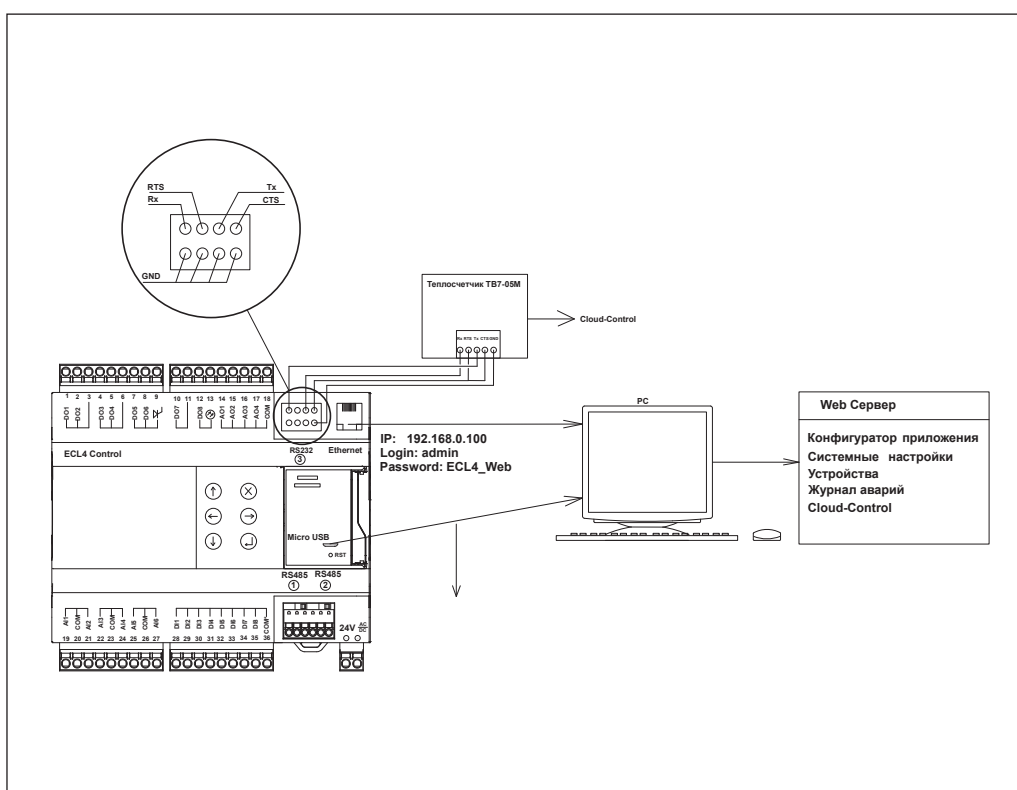 RTS
Tx
Rx
CTS
GND
Теплосчетчик ТВ7-05М
Rx RTS Tx CTS GND
Cloud-Control
1 2 3 4 5 6 7 8 9 10 11 12 13 14 15 16 17 18
DO1 DO2 DO3 DO4 DO5 DO6 DO7 DO8 AO1 AO2 AO3 AO4 COM
ECL4 Control
RS232
3
Ethernet
IP: 192.168.0.100
Login: admin
Password: ECL4_Web
PC
Web Сервер
Конфигуратор приложения
Системные настройки
Устройства
Журнал аварий
Cloud-Control
Micro USB
RST
RS485 RS485
1 2
AI1 COM AI2 AI3 COM AI4 AI5 COM AI6 DI1 DI2 DI3 DI4 DI5 DI6 DI7 DI8 COM
19 20 21 22 23 24 25 26 27 28 29 30 31 32 33 34 35 36
24V